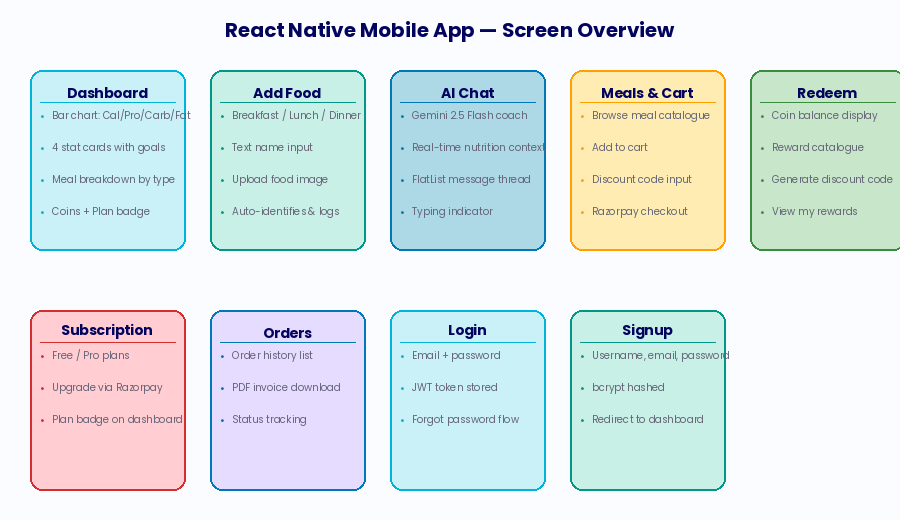 React Native Mobile App — Screen Overview
Dashboard
• Bar chart: Cal/Pro/Carb/Fat
• 4 stat cards with goals
• Meal breakdown by type
• Coins + Plan badge
Add Food
• Breakfast / Lunch / Dinner
• Text name input
• Upload food image
• Auto-identifies & logs
AI Chat
• Gemini 2.5 Flash coach
• Real-time nutrition context
• FlatList message thread
• Typing indicator
Meals & Cart
• Browse meal catalogue
• Add to cart
• Discount code input
• Razorpay checkout
Redeem
• Coin balance display
• Reward catalogue
• Generate discount code
• View my rewards
Subscription
• Free / Pro plans
• Upgrade via Razorpay
• Plan badge on dashboard
Orders
• Order history list
• PDF invoice download
• Status tracking
Login
• Email + password
• JWT token stored
• Forgot password flow
Signup
• Username, email, password
• bcrypt hashed
• Redirect to dashboard